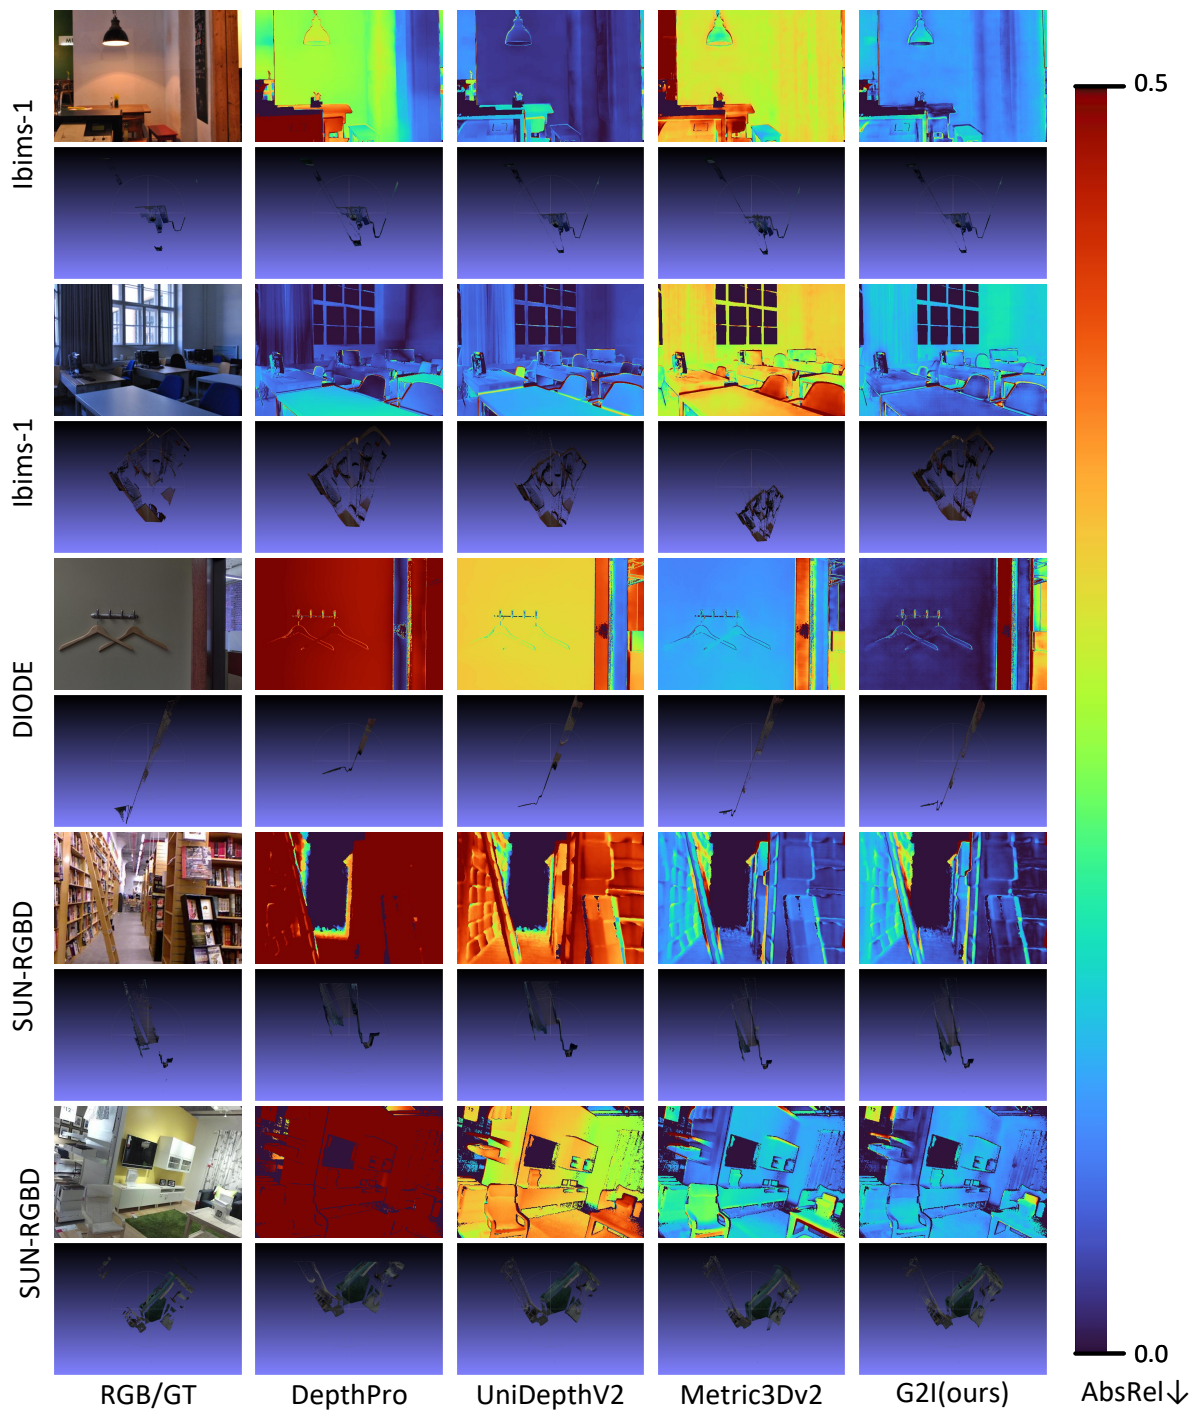 Ibims-1
Ibims-1
DIODE
SUN-RGBD
SUN-RGBD
0.5
0.0
RGB/GT
DepthPro
UniDepthV2
Metric3Dv2
G2I(ours)
AbsRel↓